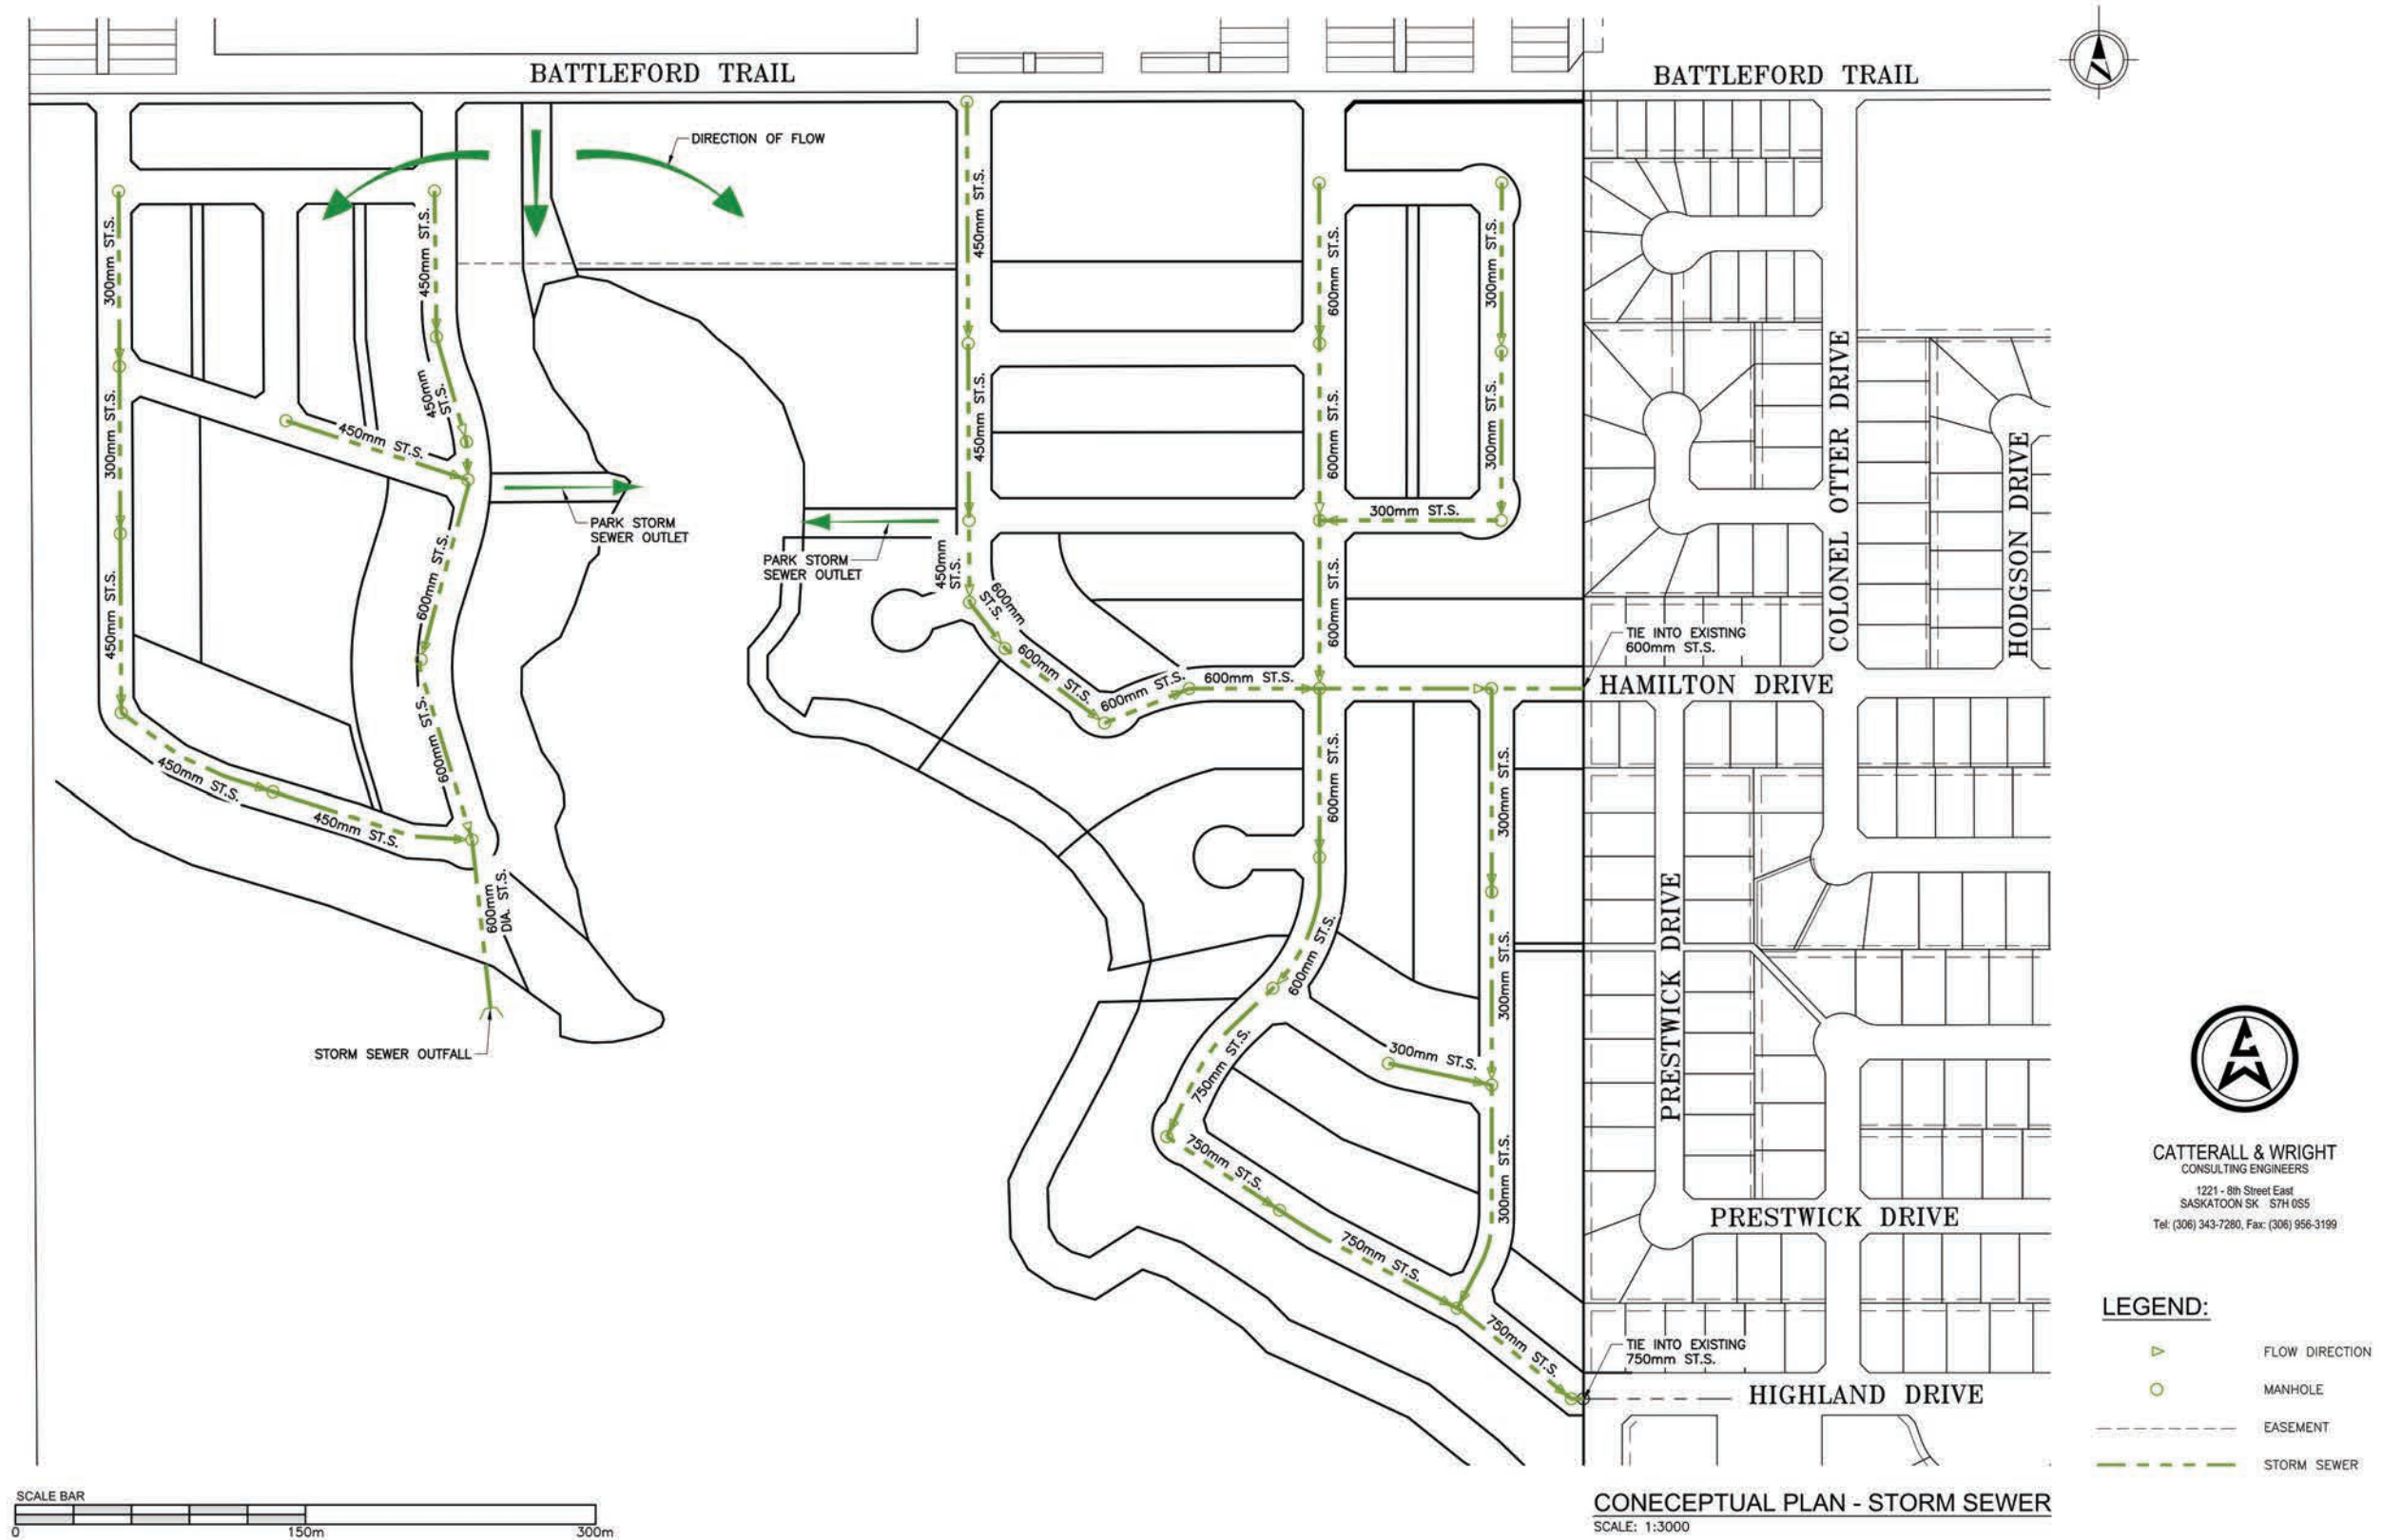 BATTLEFORD TRAIL
BATTLEFORD TRAIL
DIRECTION OF FLOW
300mm ST.S.
450mm ST.S.
450mm ST.S.
600mm ST.S.
300mm ST.S.
300mm ST.S.
450mm
ST.S.
450mm ST.S.
450mm ST.S.
600mm ST.S.
300mm ST.S.
COLONEL OTTER DRIVE
HODGSON DRIVE
PARK STORM
SEWER OUTLET
PARK STORM
SEWER OUTLET
300mm ST.S.
450mm ST.S.
600mm ST.S.
450mm
ST.S.
600mm
ST.S.
600mm ST.S.
TIE INTO EXISTING
600mm ST.S.
600mm ST.S.
600mm ST.S.
600mm ST.S.
600mm ST.S.
HAMILTON DRIVE
600mm ST.S.
450mm ST.S.
450mm ST.S.
600mm ST.S.
300mm ST.S.
600mm
DIA. ST.S.
PRESTWICK DRIVE
600mm ST.S.
300mm ST.S.
STORM SEWER OUTFALL
750mm ST.S.
300mm ST.S.
750mm ST.S.
300mm ST.S.
PRESTWICK DRIVE
750mm ST.S.
750mm ST.S.
TIE INTO EXISTING
750mm ST.S.
HIGHLAND DRIVE
CATTERALL & WRIGHT
CONSULTING ENGINEERS
1221 - 8th Street East
SASKATOON SK S7H 0S5
Tel: (306) 343-7280, Fax: (306) 956-3199
LEGEND:
FLOW DIRECTION
MANHOLE
EASEMENT
STORM SEWER
SCALE BAR
0 150m 300m
CONECEPTUAL PLAN - STORM SEWER
SCALE: 1:3000